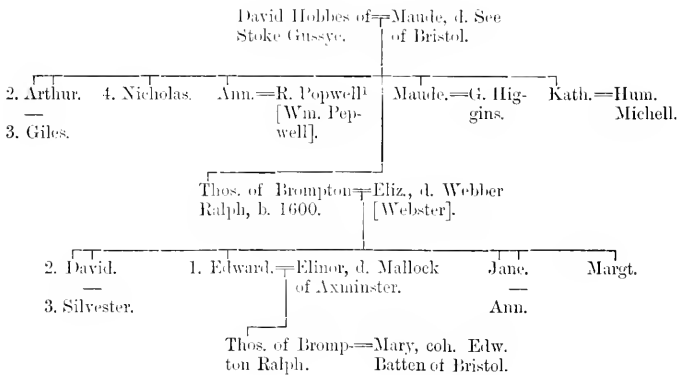 David Hobbes of═Maude, d. See
Stoke Gussye. of Bristol.
2. Arthur. 4. Nicholas. Ann.═R. Popwell¹ Maude.═G. Hig- Kath.═Hum.
— [Wm. Pep- gins. Michell.
3. Giles. well].
Thos. of Brompton═Eliz., d. Webber
Ralph, b. 1600. [Webster].
2. David. 1. Edward.═Elinor, d. Mallock Jane. Margt.
— of Axminster. —
3. Silvester. Ann.
Thos. of Bromp-═Mary, coh. Edw.
ton Ralph. Batten of Bristol.